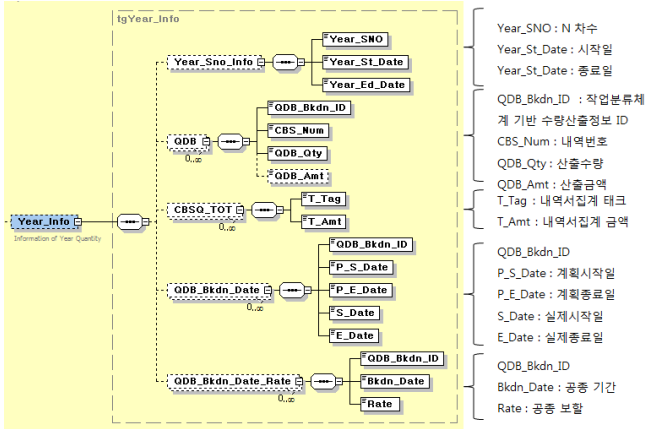 tgYear_Info
Year_Info
Information of Year Quantity
Year_Sno_Info
Year_SNO
Year_St_Date
Year_Ed_Date
QDB
0..∞
QDB_Bkdn_ID
CBS_Num
QDB_Qty
QDB_Amt
CBSQ_TOT
0..∞
T_Tag
T_Amt
QDB_Bkdn_Date
0..∞
QDB_Bkdn_ID
P_S_Date
P_E_Date
S_Date
E_Date
QDB_Bkdn_Date_Rate
0..∞
QDB_Bkdn_ID
Bkdn_Date
Rate
Year_SNO : N 차수
Year_St_Date : 시작일
Year_St_Date : 종료일
QDB_Bkdn_ID : 작업분류체
계 기반 수량산출정보 ID
CBS_Num : 내역번호
QDB_Qty : 산출수량
QDB_Amt : 산출금액
T_Tag : 내역서집계 태크
T_Amt : 내역서집계 금액
QDB_Bkdn_ID
P_S_Date : 계획시작일
P_E_Date : 계획종료일
S_Date : 실제시작일
E_Date : 실제종료일
QDB_Bkdn_ID
Bkdn_Date : 공종 기간
Rate : 공종 보할